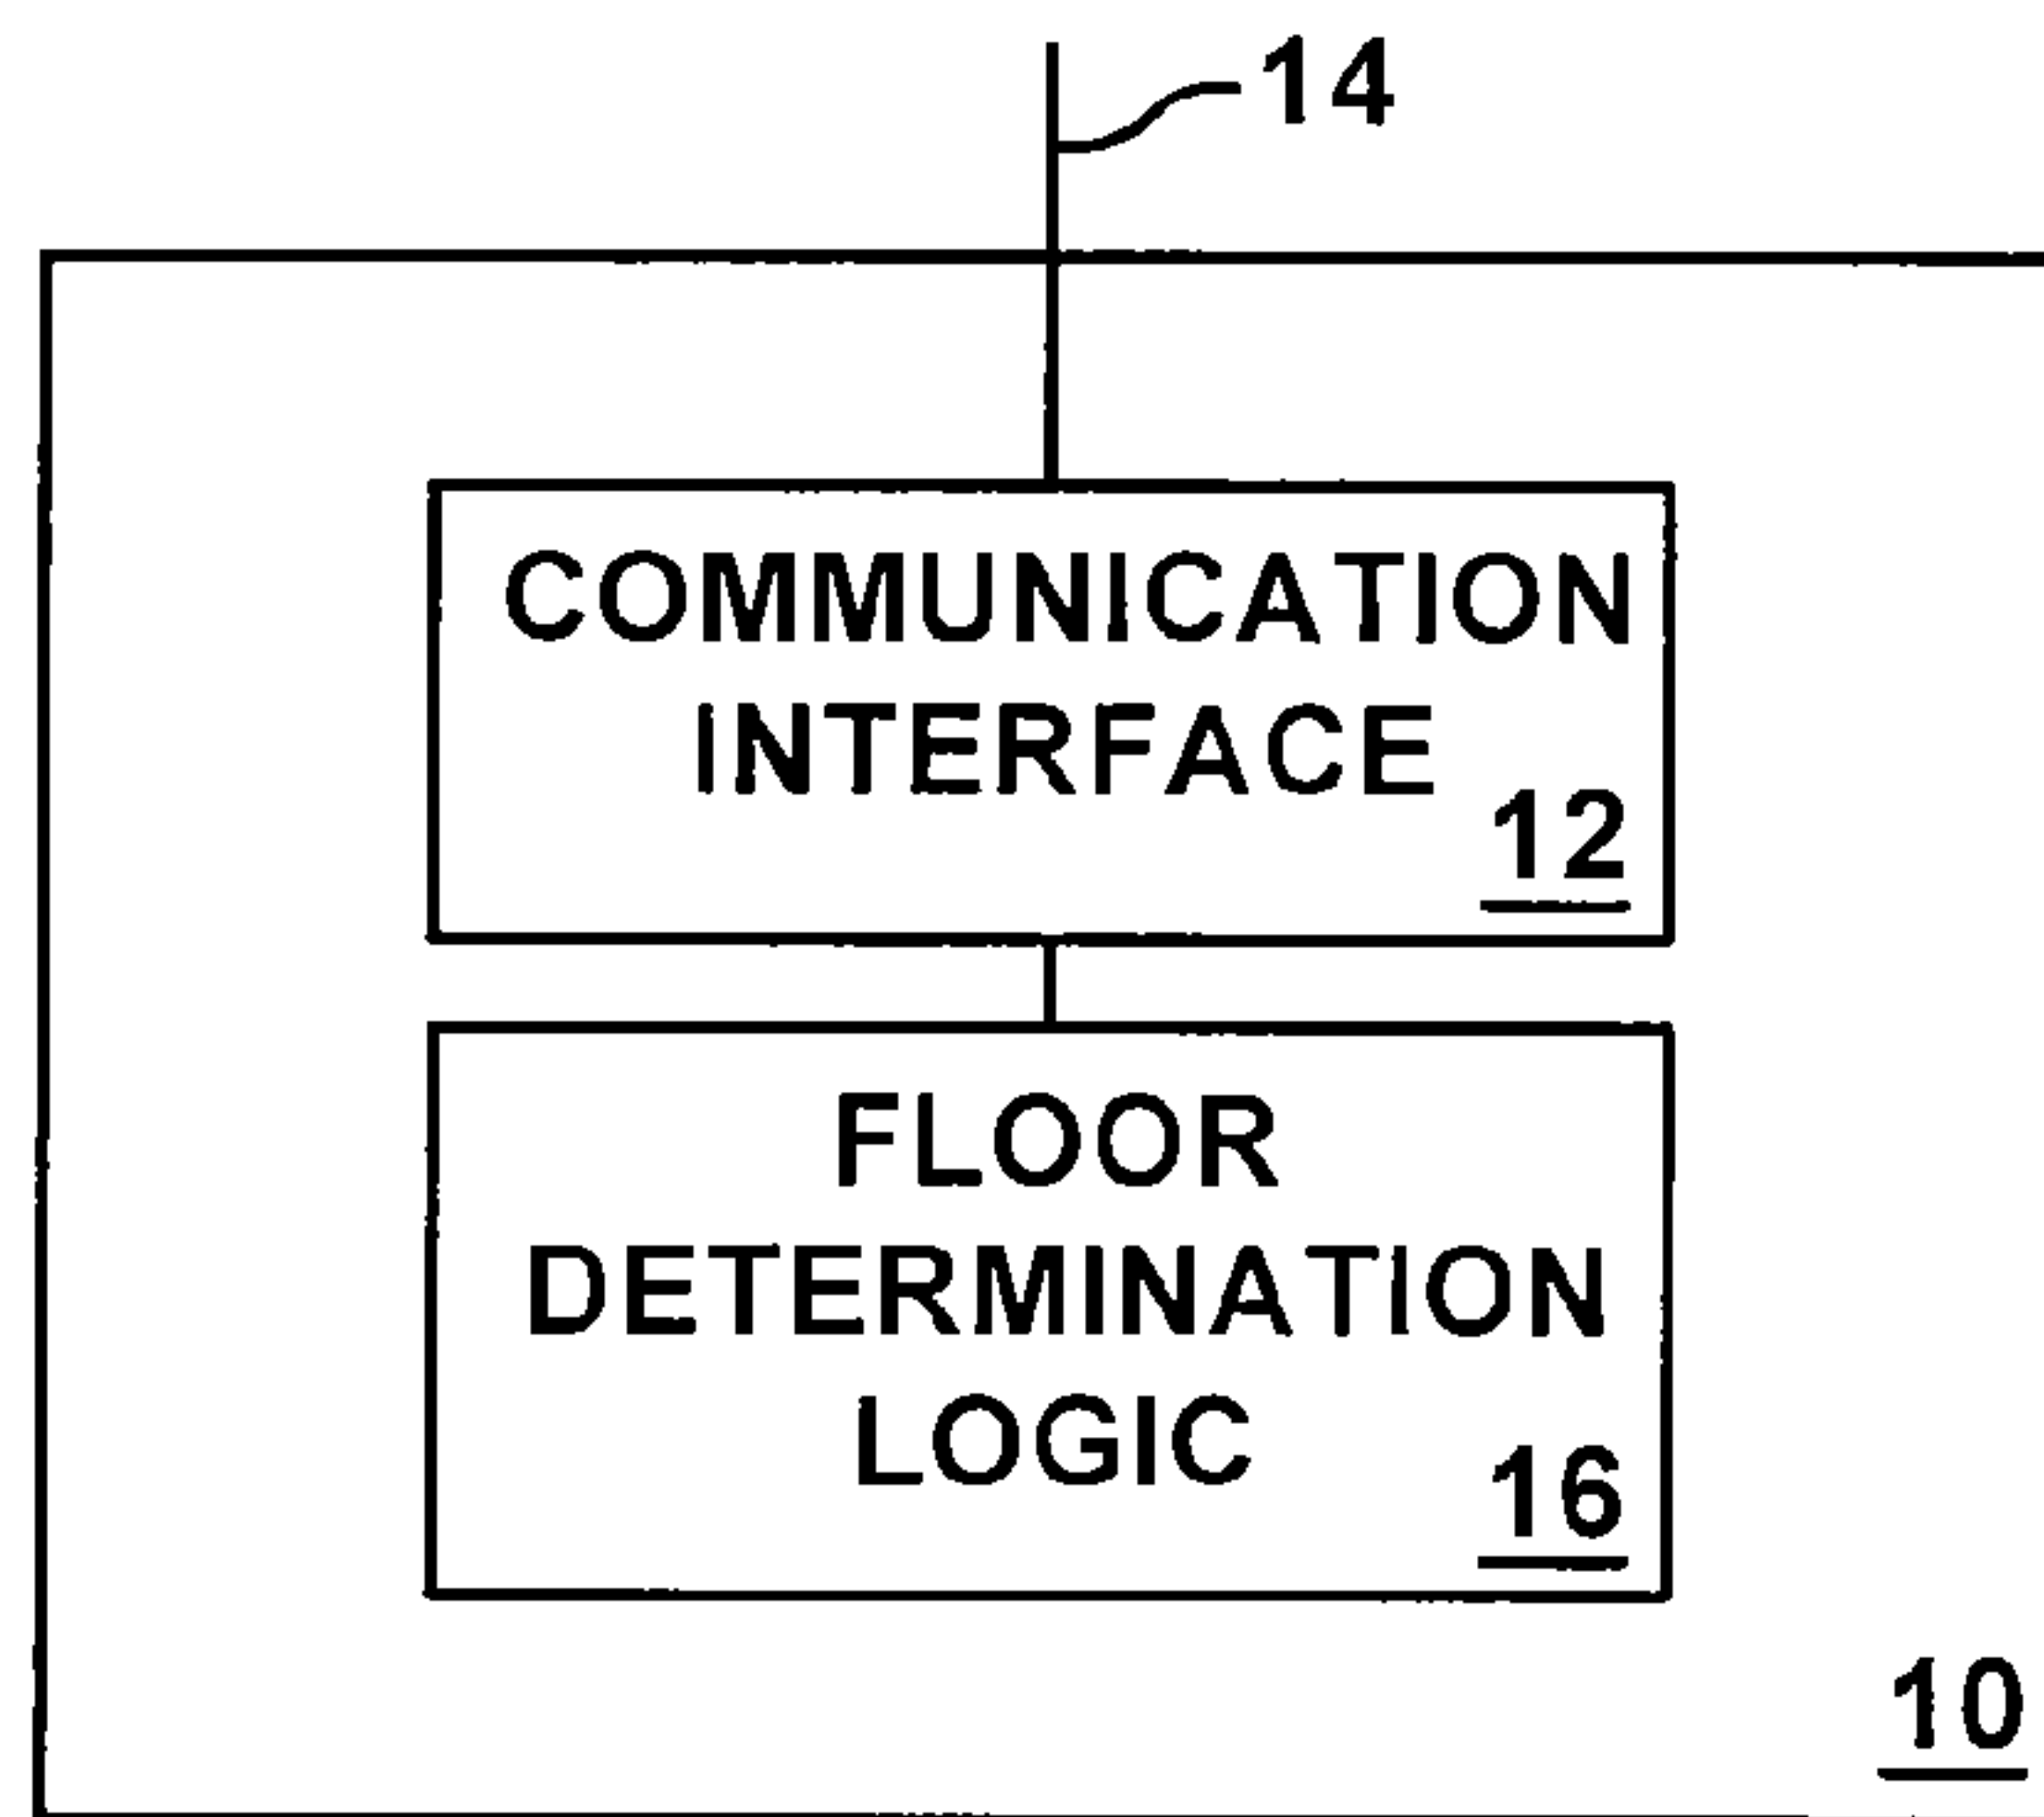 14
COMMUNICATION
INTERFACE
12
FLOOR
DETERMINATION
LOGIC
16
10